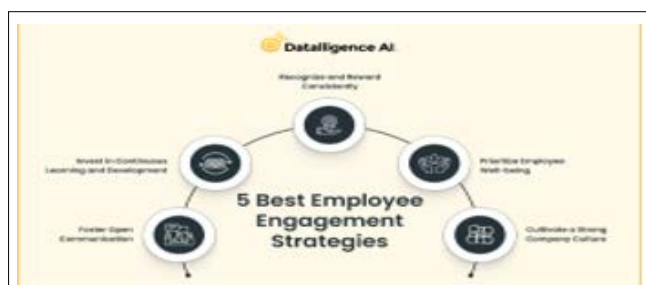 Datalligence AI
Recognize and Reward
Consistently
Invest in Continuous
Learning and Development
Prioritize Employee
Well-being
5 Best Employee
Engagement
Strategies
Foster Open
Communication
Cultivate a Strong
Company Culture